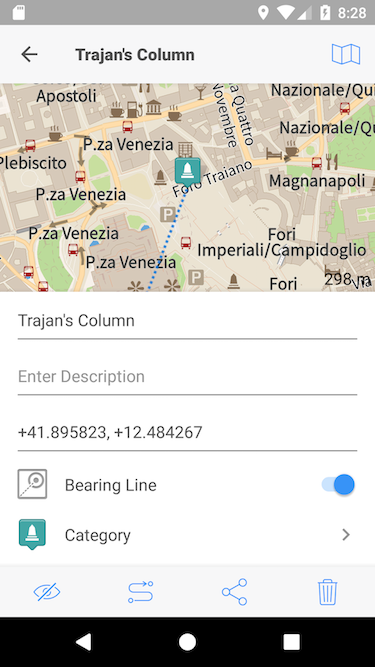 8:28
Trajan's Column
Apostoli
Quattro
Novembre
Nazionale/Qui
P.za Venezia
Nazionale/Qu
Plebiscito
P.za Venezia
Foro Traiano
Magnanapoli
P.za Venezia
Fori
Imperiali/Campidoglio
P.za Venezia
Fori
298 m
Trajan's Column
Enter Description
+41.895823, +12.484267
Bearing Line
Category